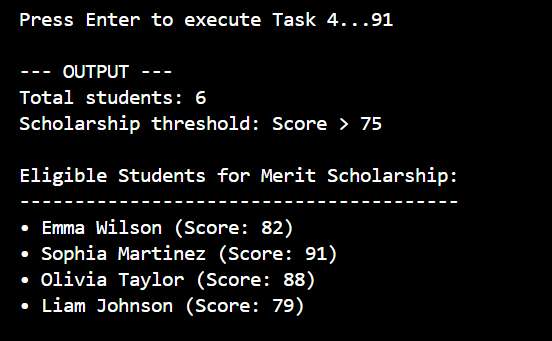 Press Enter to execute Task 4...91
--- OUTPUT ---
Total students: 6
Scholarship threshold: Score > 75
Eligible Students for Merit Scholarship:
----------------------------------------
• Emma Wilson (Score: 82)
• Sophia Martinez (Score: 91)
• Olivia Taylor (Score: 88)
• Liam Johnson (Score: 79)